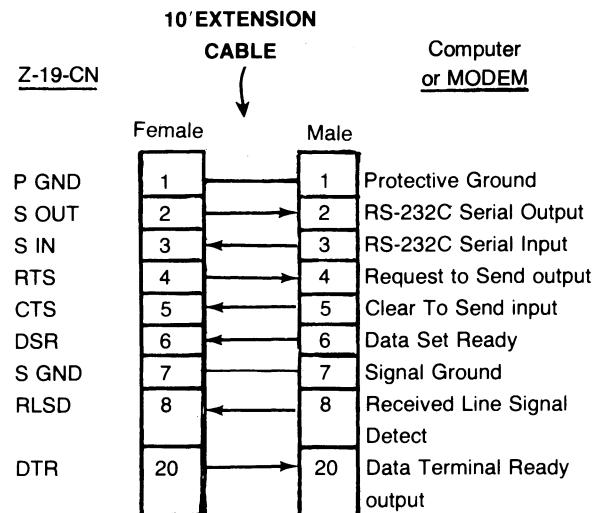 10' EXTENSION
CABLE
Z-19-CN
Computer
or MODEM
Female
Male
P GND 1 1 Protective Ground
S OUT 2 2 RS-232C Serial Output
S IN 3 3 RS-232C Serial Input
RTS 4 4 Request to Send output
CTS 5 5 Clear To Send input
DSR 6 6 Data Set Ready
S GND 7 7 Signal Ground
RLSD 8 8 Received Line Signal
Detect
DTR 20 20 Data Terminal Ready
output